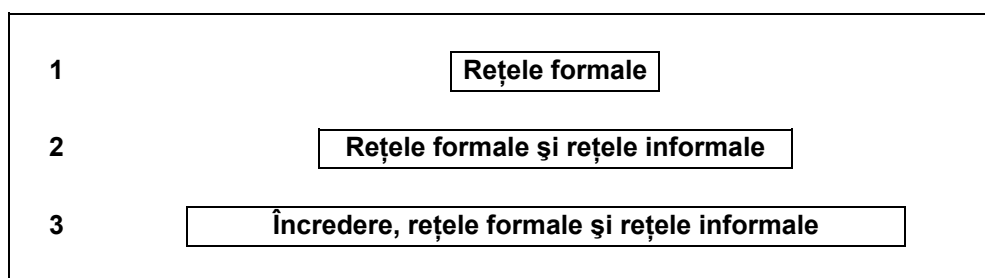 1 Rețele formale
2 Rețele formale şi rețele informale
3 Încredere, rețele formale şi rețele informale